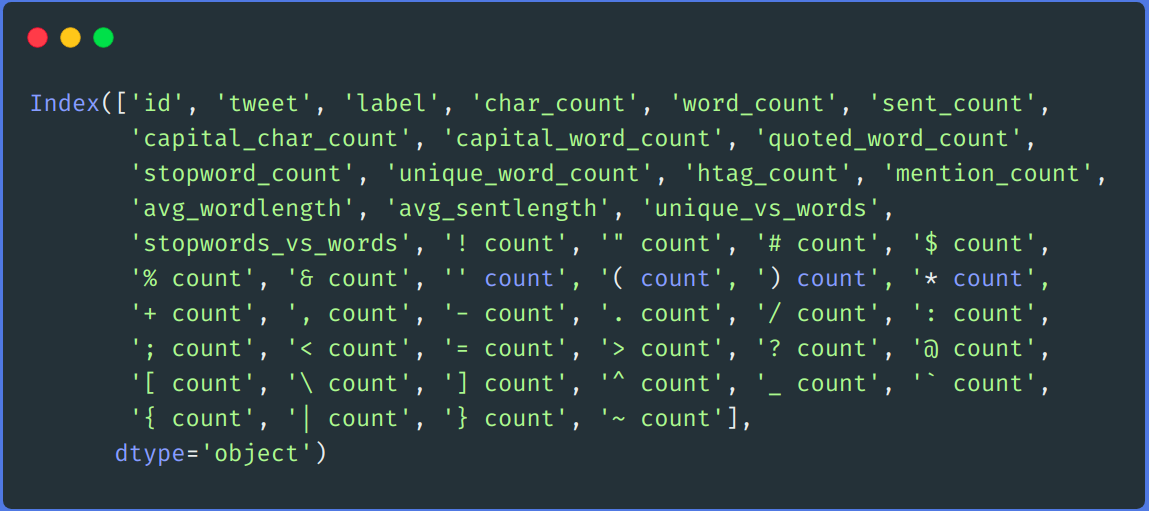 Index(['id', 'tweet', 'label', 'char_count', 'word_count', 'sent_count',
'capital_char_count', 'capital_word_count', 'quoted_word_count',
'stopword_count', 'unique_word_count', 'htag_count', 'mention_count',
'avg_wordlength', 'avg_sentlength', 'unique_vs_words',
'stopwords_vs_words', '! count', '" count', '# count', '$ count',
'% count', '& count', '' count', '( count', ') count', '* count',
'+ count', ', count', '- count', '. count', '/ count', ': count',
'; count', '< count', '= count', '> count', '? count', '@ count',
'[ count', '\ count', '] count', '^ count', '_ count', '` count',
'{ count', '| count', '} count', '~ count'],
dtype='object')